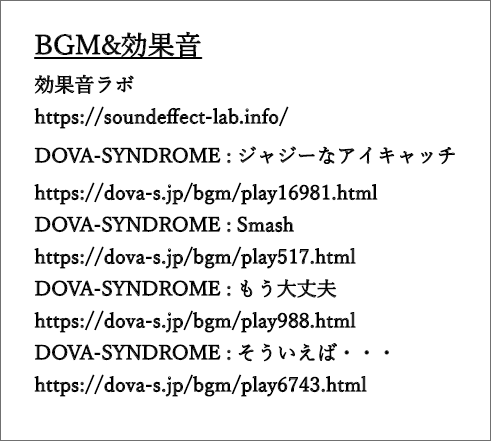 BGM&効果音
効果音ラボ
https://soundeffect-lab.info/
DOVA-SYNDROME : ジャジーなアイキャッチ
https://dova-s.jp/bgm/play16981.html
DOVA-SYNDROME : Smash
https://dova-s.jp/bgm/play517.html
DOVA-SYNDROME : もう大丈夫
https://dova-s.jp/bgm/play988.html
DOVA-SYNDROME : そういえば・・・
https://dova-s.jp/bgm/play6743.html